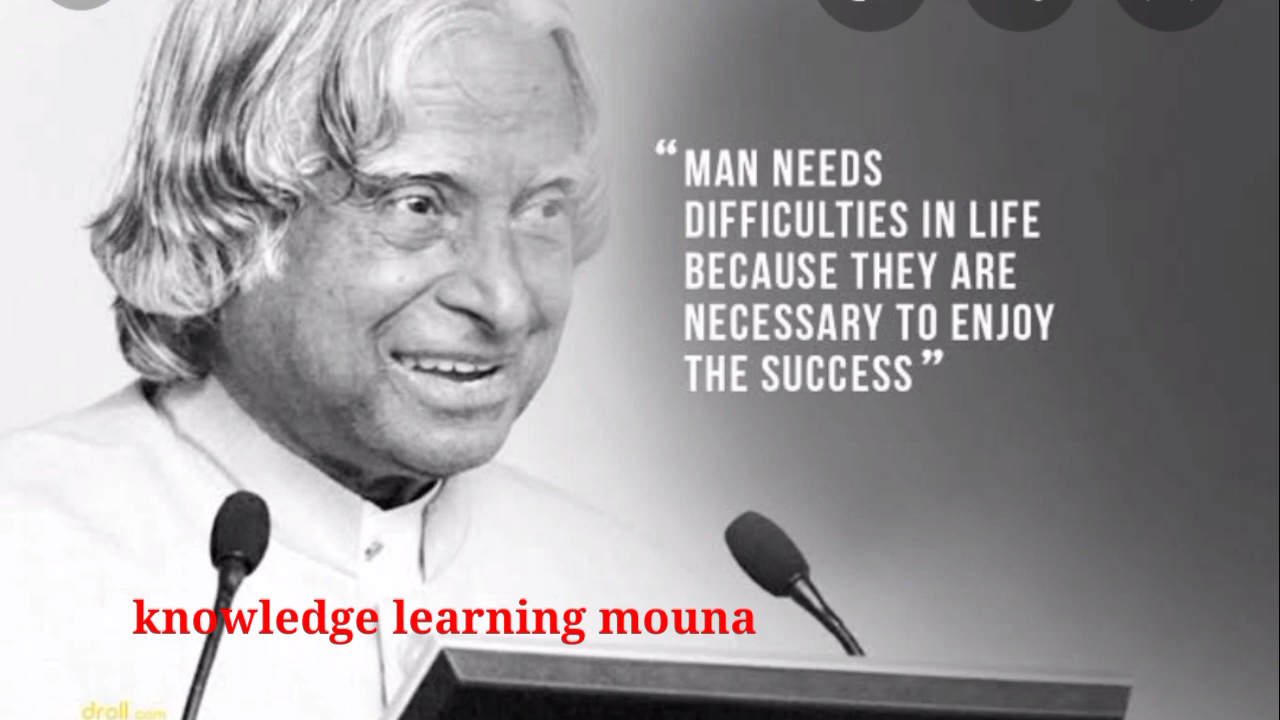 “MAN NEEDS
DIFFICULTIES IN LIFE
BECAUSE THEY ARE
NECESSARY TO ENJOY
THE SUCCESS”
knowledge learning mouna
droll.com